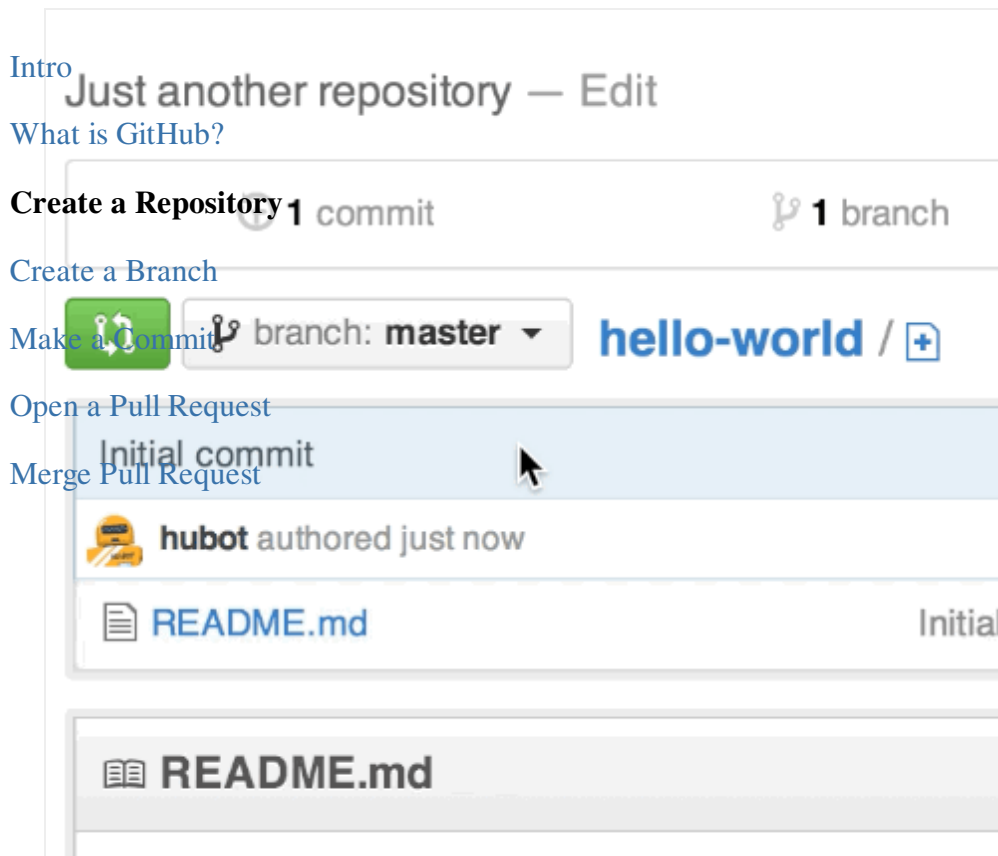 Intro
Just another repository — Edit
What is GitHub?
Create a Repository
1 commit
1 branch
Create a Branch
Make a Commit
branch: master
hello-world /
Open a Pull Request
Initial commit
Merge Pull Request
hubot authored just now
README.md
Initial
README.md